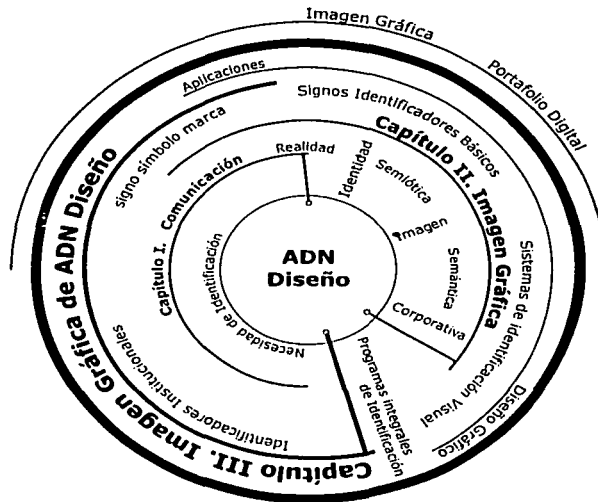 Imagen Gráfica
Portafolio Digital
Aplicaciones
Signos Identificadores Básicos
signo símbolo marca
Capítulo II. Imagen Gráfica
Realidad
Identidad
Semiótica
Capítulo I. Comunicación
Imagen
ADN
Diseño
Semántica
Necesidad de Identificación
Corporativa
Sistemas de identificación Visual
Programas integrales
de Identificación
Diseño Gráfico
Identificadores Institucionales
Capítulo III. Imagen Gráfica de ADN Diseño